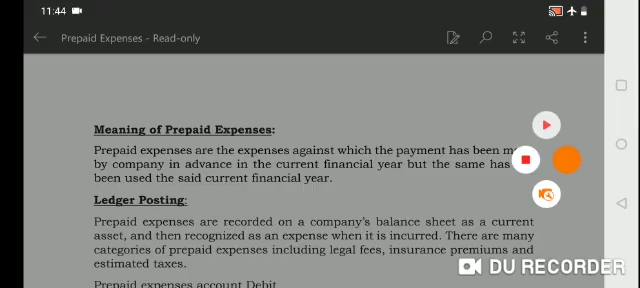 11:44
Prepaid Expenses - Read-only
Meaning of Prepaid Expenses:
Prepaid expenses are the expenses against which the payment has been
by company in advance in the current financial year but the same has
been used the said current financial year.
Ledger Posting:
Prepaid expenses are recorded on a company's balance sheet as a current
asset, and then recognized as an expense when it is incurred. There are many
categories of prepaid expenses including legal fees, insurance premiums and
estimated taxes.
DU RECORDER
Prepaid expenses account Debit